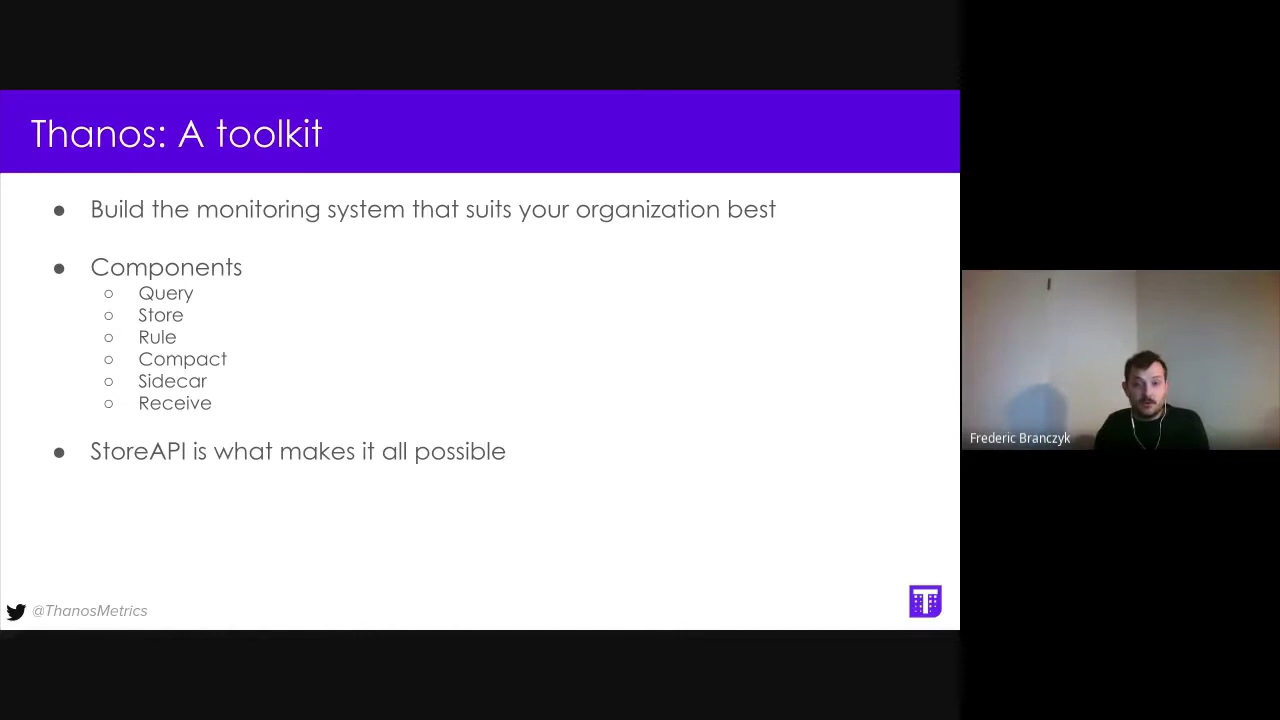 Thanos: A toolkit
● Build the monitoring system that suits your organization best
● Components
○ Query
○ Store
○ Rule
○ Compact
○ Sidecar
○ Receive
● StoreAPI is what makes it all possible
@ThanosMetrics
T
Frederic Branczyk